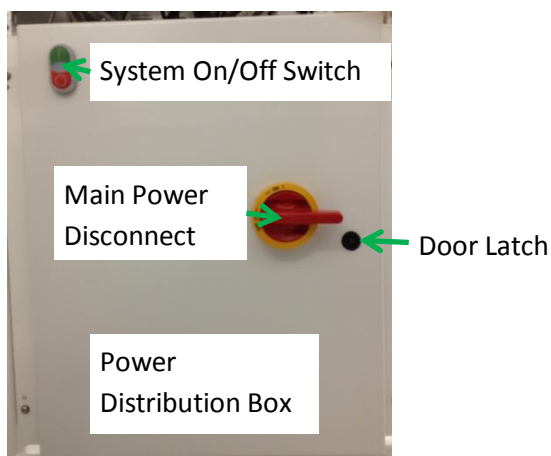 System On/Off Switch
Main Power
Disconnect
Door Latch
Power
Distribution Box